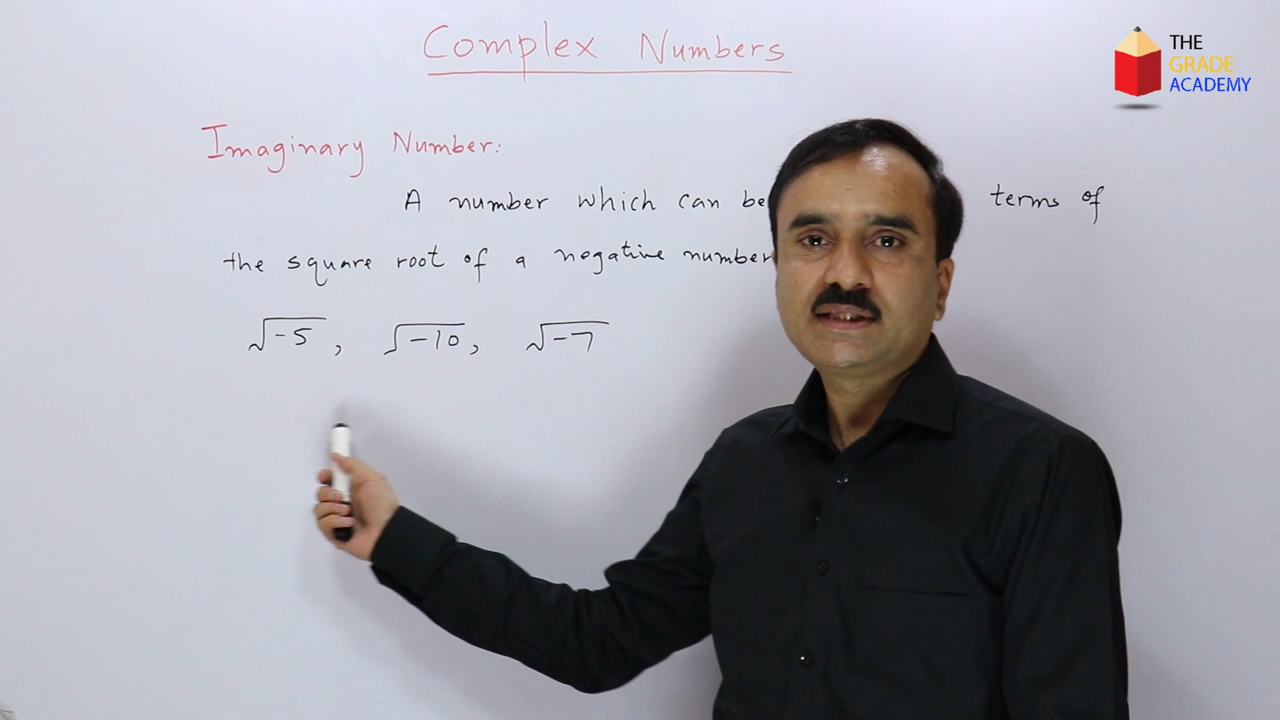 Complex Numbers
THE
GRADE
ACADEMY
Imaginary Number:
A number which can be terms of
the square root of a negative number
√-5, √-10, √-7